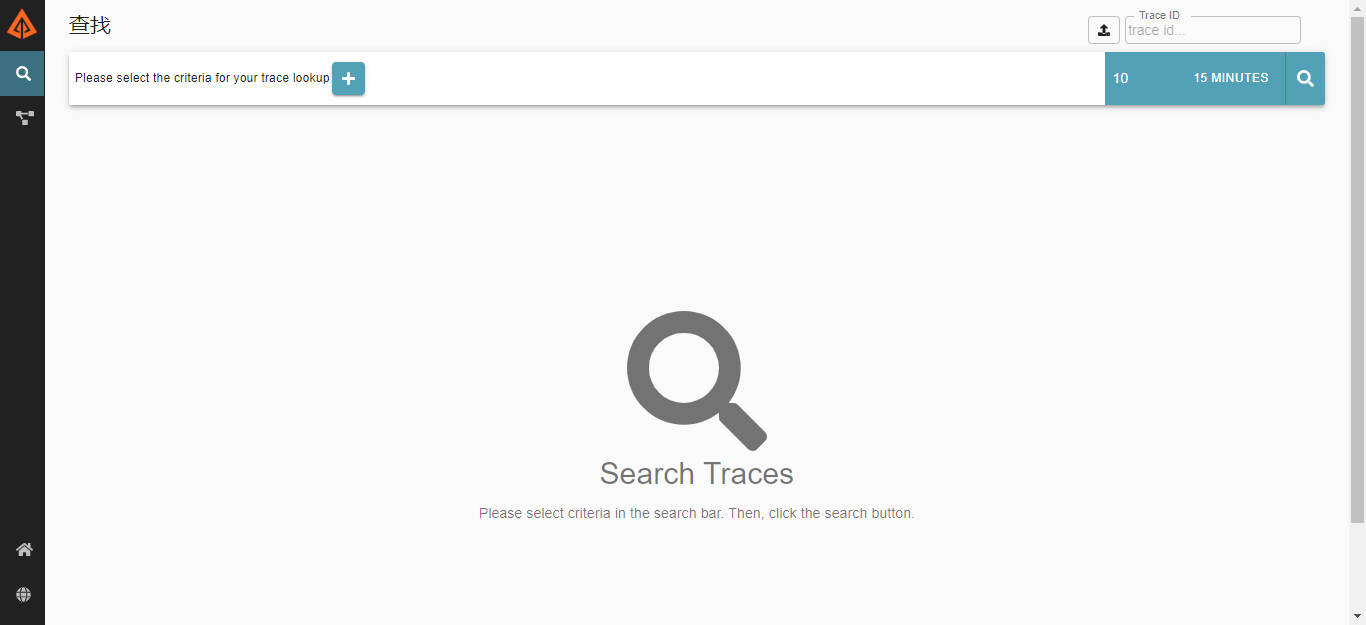 查找
Trace ID
trace id...
Please select the criteria for your trace lookup
10
15 MINUTES
Search Traces
Please select criteria in the search bar. Then, click the search button.